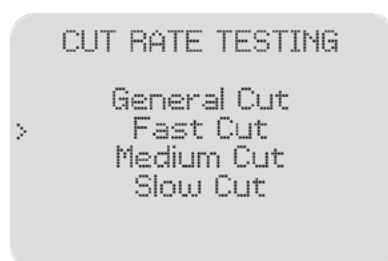 CUT RATE TESTING
General Cut
> Fast Cut
Medium Cut
Slow Cut